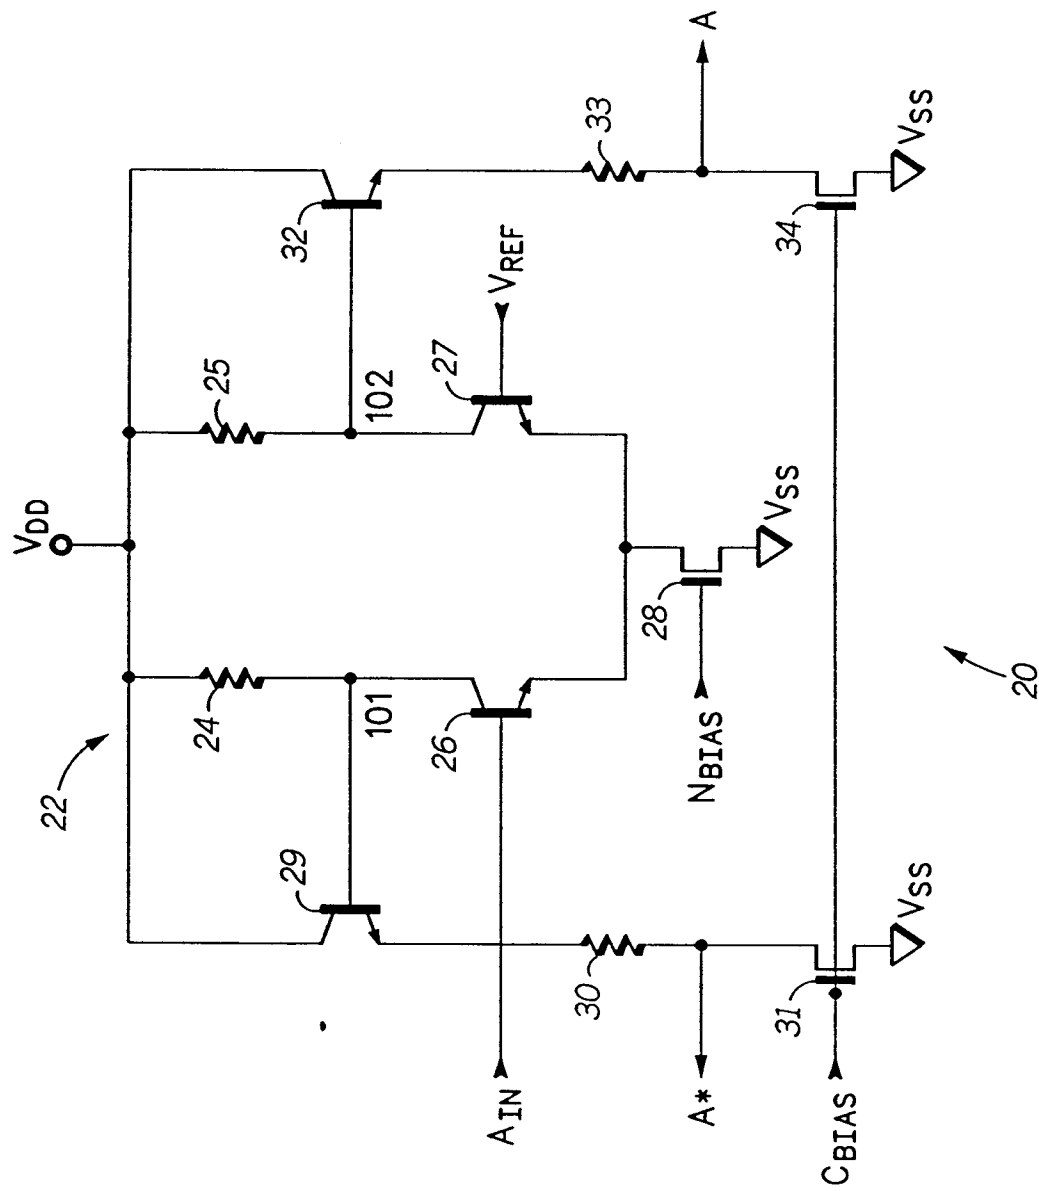 22
V_DD
29
24
25
32
101
102
26
27
V_REF
A_IN
30
33
28
N_BIAS
V_SS
A*
A
31
34
C_BIAS
V_SS
V_SS
20